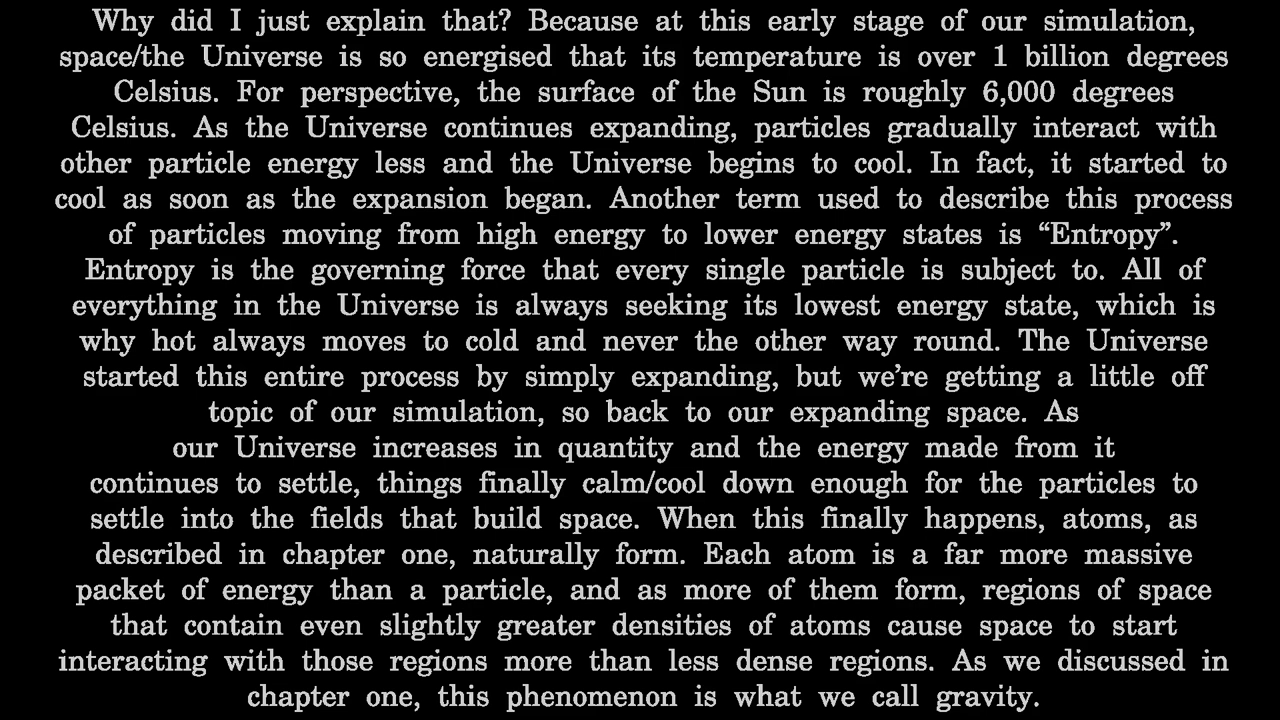 Why did I just explain that? Because at this early stage of our simulation,
space/the Universe is so energised that its temperature is over 1 billion degrees
Celsius. For perspective, the surface of the Sun is roughly 6,000 degrees
Celsius. As the Universe continues expanding, particles gradually interact with
other particle energy less and the Universe begins to cool. In fact, it started to
cool as soon as the expansion began. Another term used to describe this process
of particles moving from high energy to lower energy states is “Entropy”.
Entropy is the governing force that every single particle is subject to. All of
everything in the Universe is always seeking its lowest energy state, which is
why hot always moves to cold and never the other way round. The Universe
started this entire process by simply expanding, but we’re getting a little off
topic of our simulation, so back to our expanding space. As
our Universe increases in quantity and the energy made from it
continues to settle, things finally calm/cool down enough for the particles to
settle into the fields that build space. When this finally happens, atoms, as
described in chapter one, naturally form. Each atom is a far more massive
packet of energy than a particle, and as more of them form, regions of space
that contain even slightly greater densities of atoms cause space to start
interacting with those regions more than less dense regions. As we discussed in
chapter one, this phenomenon is what we call gravity.